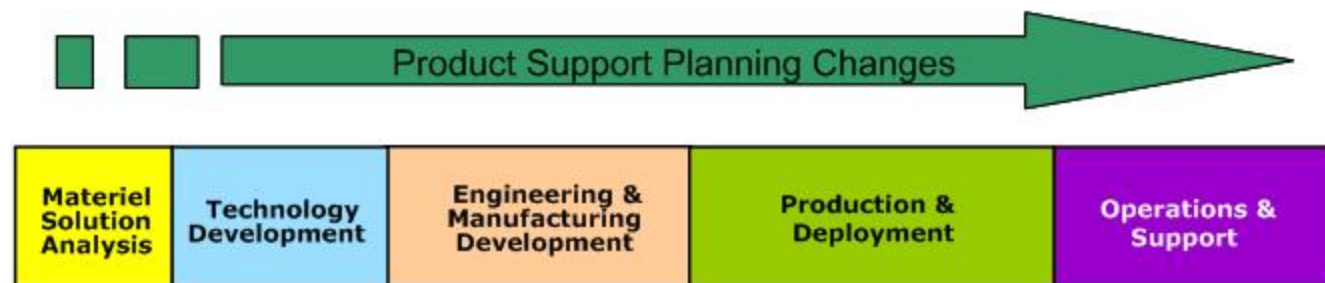 Product Support Planning Changes
Materiel
Solution
Analysis
Technology
Development
Engineering &
Manufacturing
Development
Production &
Deployment
Operations &
Support